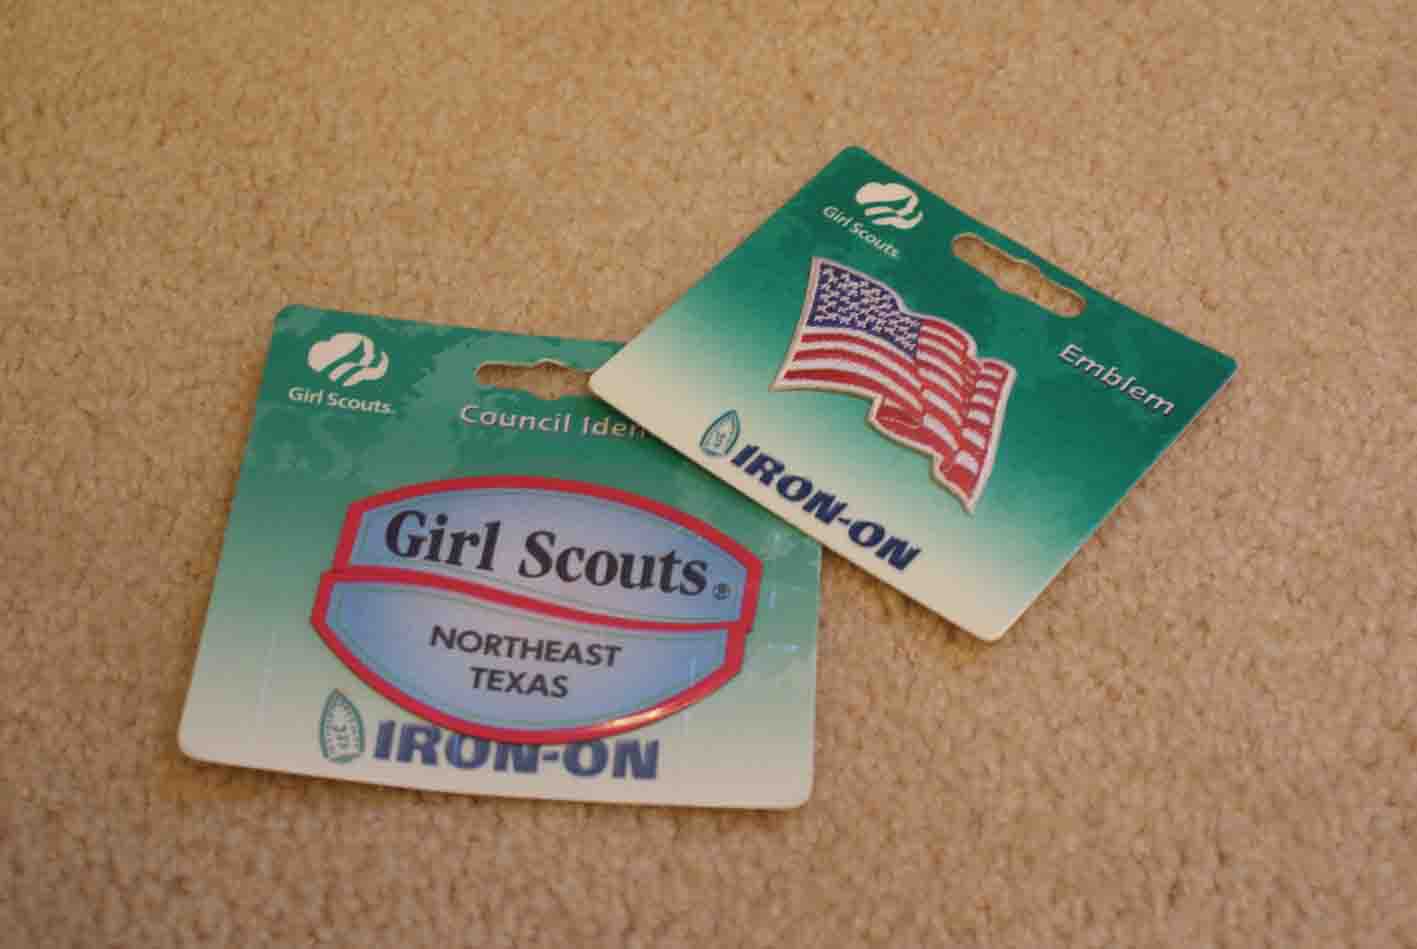 Girl Scouts.
Council Iden
Girl Scouts®
NORTHEAST
TEXAS
IRON-ON
Girl Scouts.
Emblem
IRON-ON